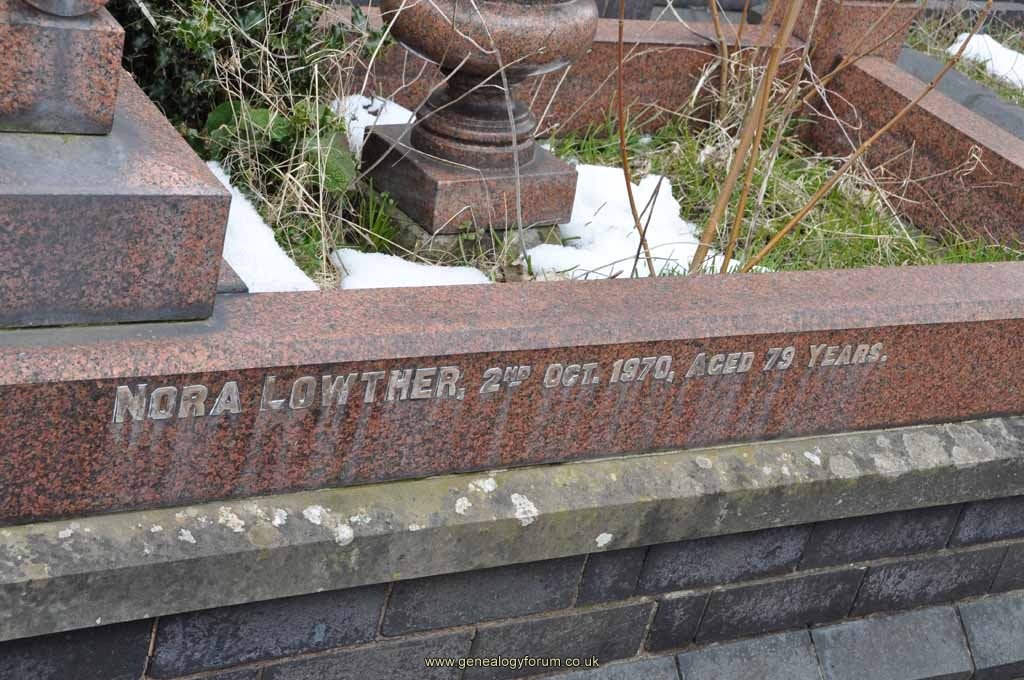 NORA LOWTHER, 2ND OCT. 1970, AGED 79 YEARS.
www.genealogyforum.co.uk